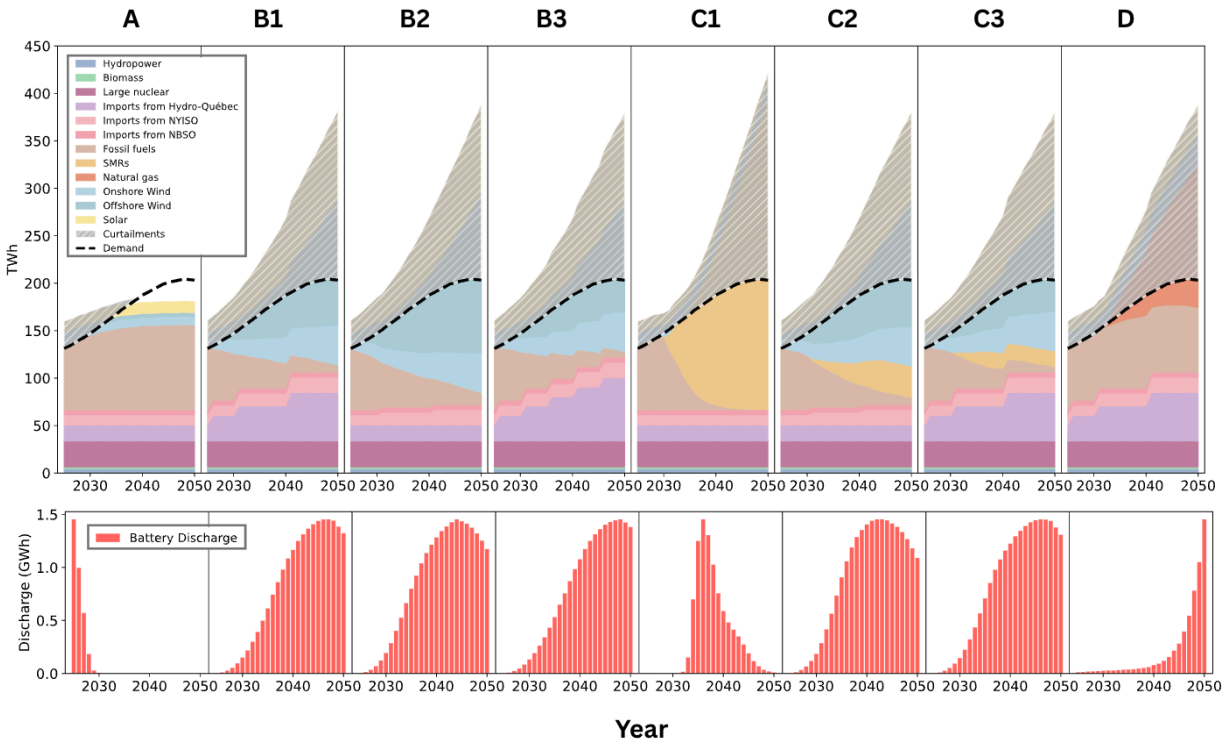 A B1 B2 B3 C1 C2 C3 D
450
400
350
300
250
200
150
100
50
0
TWh
Hydropower
Biomass
Large nuclear
Imports from Hydro-Québec
Imports from NYISO
Imports from NBSO
Fossil fuels
SMRs
Natural gas
Onshore Wind
Offshore Wind
Solar
Curtailments
Demand
2030 2040 2050 2030 2040 2050 2030 2040 2050 2030 2040 2050 2030 2040 2050 2030 2040 2050 2030 2040 2050 2030 2040 2050
1.5
1.0
0.5
0.0
Discharge (GWh)
Battery Discharge
2030 2040 2050 2030 2040 2050 2030 2040 2050 2030 2040 2050 2030 2040 2050 2030 2040 2050 2030 2040 2050 2030 2040 2050
Year